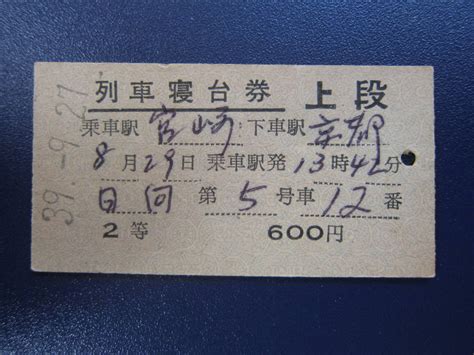 列車寝台券 上段
乗車駅 宮崎 下車駅 京都
8月29日 乗車駅発 13時42分
日向 第5号車 12番
2等 600円
39.-9.27